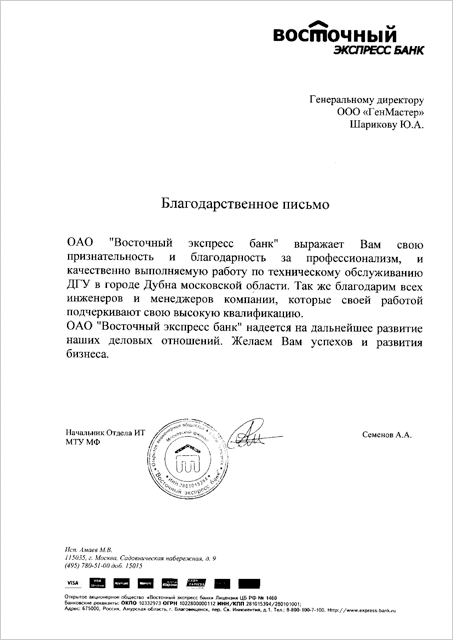 ВОСТОЧНЫЙ
ЭКСПРЕСС БАНК
Генеральному директору
ООО «ГенМастер»
Шарикову Ю.А.
Благодарственное письмо
ОАО "Восточный экспресс банк" выражает Вам свою
признательность и благодарность за профессионализм, и
качественно выполняемую работу по техническому обслуживанию
ДГУ в городе Дубна московской области. Так же благодарим всех
инженеров и менеджеров компании, которые своей работой
подчеркивают свою высокую квалификацию.
ОАО "Восточный экспресс банк" надеется на дальнейшее развитие
наших деловых отношений. Желаем Вам успехов и развития
бизнеса.
Начальник Отдела ИТ
МТУ МФ
Семенов А.А.
"Восточный экспресс банк"
Исп. Амаев М.В.
115035, г. Москва, Садовническая набережная, д. 9
(495) 780-51-00 доб. 15015
VISA
Открытое акционерное общество «Восточный экспресс банк» Лицензия ЦБ РФ № 1460
Банковские реквизиты: ОКПО 10332973 ОГРН 1022800000112 ИНН/КПП 281015394/280101001;
Адрес: 675000, Россия, Амурская область, г. Благовещенск, пер. Св. Иннокентия, д.1. Тел.: 8-800-100-7-100. http://www.express-bank.ru